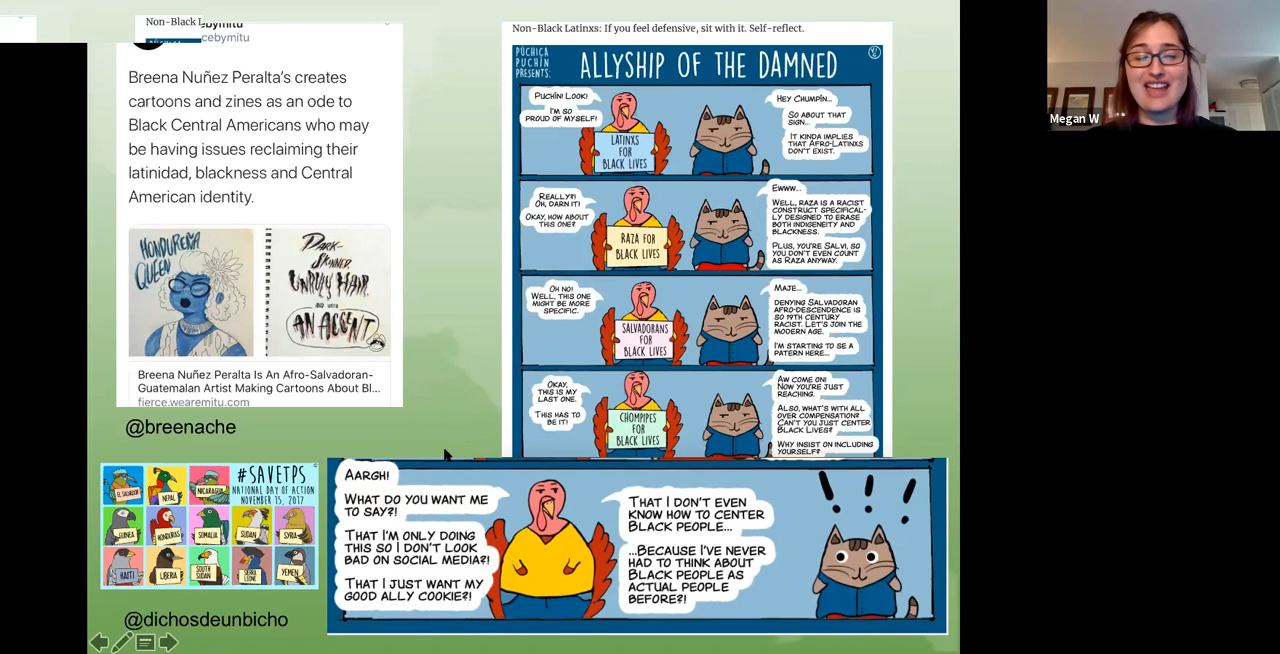 Non-Black L
ebymitu
cebymitu
Breena Nuñez Peralta's creates
cartoons and zines as an ode to
Black Central Americans who may
be having issues reclaiming their
latinidad, blackness and Central
American identity.
HONDUREÑA
QUEEN
DARK-
SKINNED
UNRULY HAIR,
AND WITH
AN ACCENT
Breena Nuñez Peralta Is An Afro-Salvadoran-
Guatemalan Artist Making Cartoons About Bl...
fierce.wearemitu.com
@breenache
#SAVETPS
NATIONAL DAY OF ACTION
NOVEMBER 15, 2017
EL SALVADOR
NEPAL
NICARAGUA
GUINEA
HONDURAS
SOMALIA
SUDAN
SYRIA
HAITI
LIBERIA
SOUTH
SUDAN
SIERRA
LEONE
YEMEN
@dichosdeunbicho
Non-Black Latinxs: If you feel defensive, sit with it. Self-reflect.
PÚCHICA
PUCHÍN
PRESENTS:
ALLYSHIP OF THE DAMNED
PUCHÍN! LOOK!
I'M SO
PROUD OF MYSELF!
LATINXS
FOR
BLACK LIVES
HEY CHUMPÍN...
SO ABOUT THAT
SIGN...
IT KINDA IMPLIES
THAT AFRO-LATINXS
DON'T EXIST.
REALLY?!
OH, DARN IT!
OKAY, HOW ABOUT
THIS ONE?
RAZA FOR
BLACK LIVES
EWWW...
WELL, RAZA IS A RACIST
CONSTRUCT SPECIFICAL-
LY DESIGNED TO ERASE
BOTH INDIGENEITY AND
BLACKNESS.
PLUS, YOU'RE SALVI, SO
YOU DON'T EVEN COUNT
AS RAZA ANYWAY.
OH NO!
WELL, THIS ONE
MIGHT BE MORE
SPECIFIC.
SALVADORANS
FOR
BLACK LIVES
MAJE...
DENYING SALVADORAN
AFRO-DESCENDENCE IS
SO 19TH CENTURY
RACIST. LET'S JOIN THE
MODERN AGE.
I'M STARTING TO SE A
PATERN HERE...
OKAY,
THIS IS MY
LAST ONE.
THIS HAS TO
BE IT!
CHOMPIPES
FOR
BLACK LIVES
AW COME ON!
NOW YOU'RE JUST
REACHING.
ALSO, WHAT'S WITH ALL
OVER COMPENSATION?
CAN'T YOU JUST CENTER
BLACK LIVES?
WHY INSIST ON INCLUDING
YOURSELF?
AARGH!
WHAT DO YOU WANT ME
TO SAY?!
THAT I'M ONLY DOING
THIS SO I DON'T LOOK
BAD ON SOCIAL MEDIA?!
THAT I JUST WANT MY
GOOD ALLY COOKIE?!
THAT I DON'T EVEN
KNOW HOW TO CENTER
BLACK PEOPLE...
...BECAUSE I'VE NEVER
HAD TO THINK ABOUT
BLACK PEOPLE AS
ACTUAL PEOPLE
BEFORE?!
! ! !
Megan W